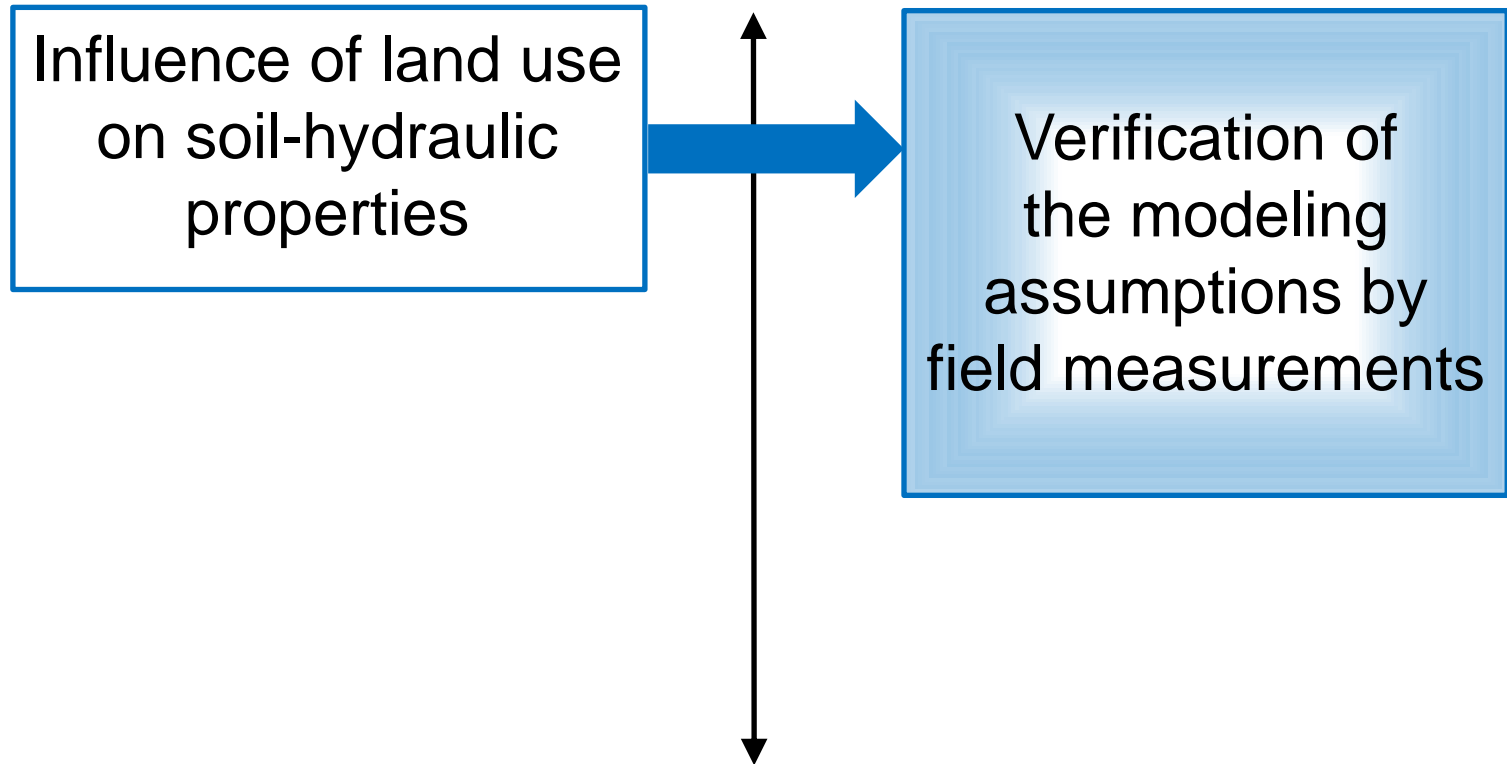 Influence of land use
on soil-hydraulic
properties
Verification of
the modeling
assumptions by
field measurements